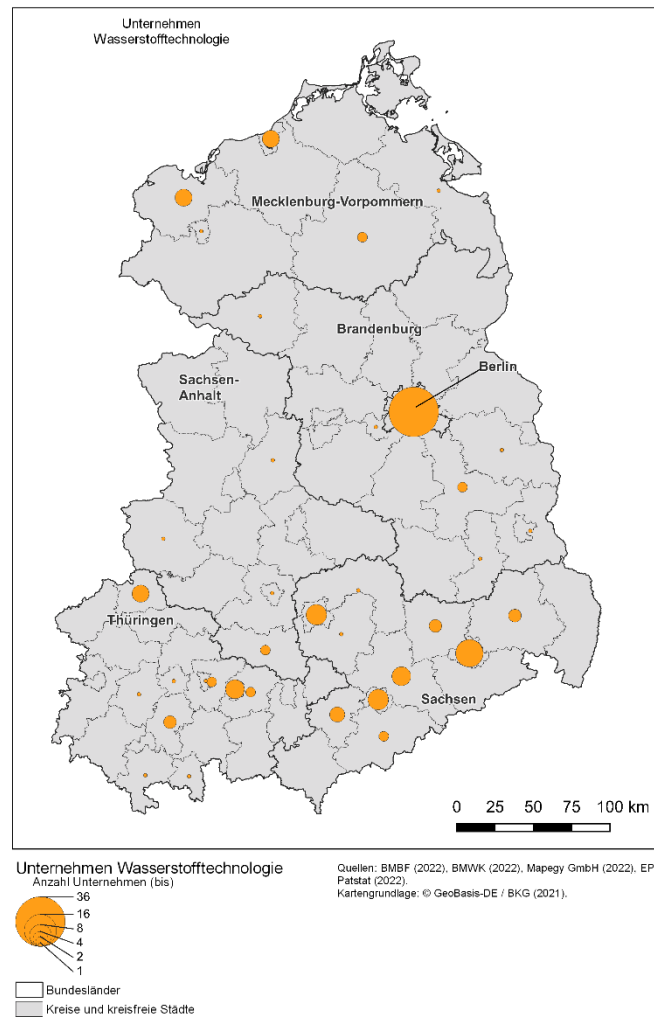 Unternehmen
Wasserstofftechnologie
Mecklenburg-Vorpommern
Brandenburg
Berlin
Sachsen-
Anhalt
Thüringen
Sachsen
0 25 50 75 100 km
Unternehmen Wasserstofftechnologie
Anzahl Unternehmen (bis)
36
16
8
4
2
1
Bundesländer
Kreise und kreisfreie Städte
Quellen: BMBF (2022), BMWK (2022), Mapegy GmbH (2022), EP
Patstat (2022).
Kartengrundlage: © GeoBasis-DE / BKG (2021).